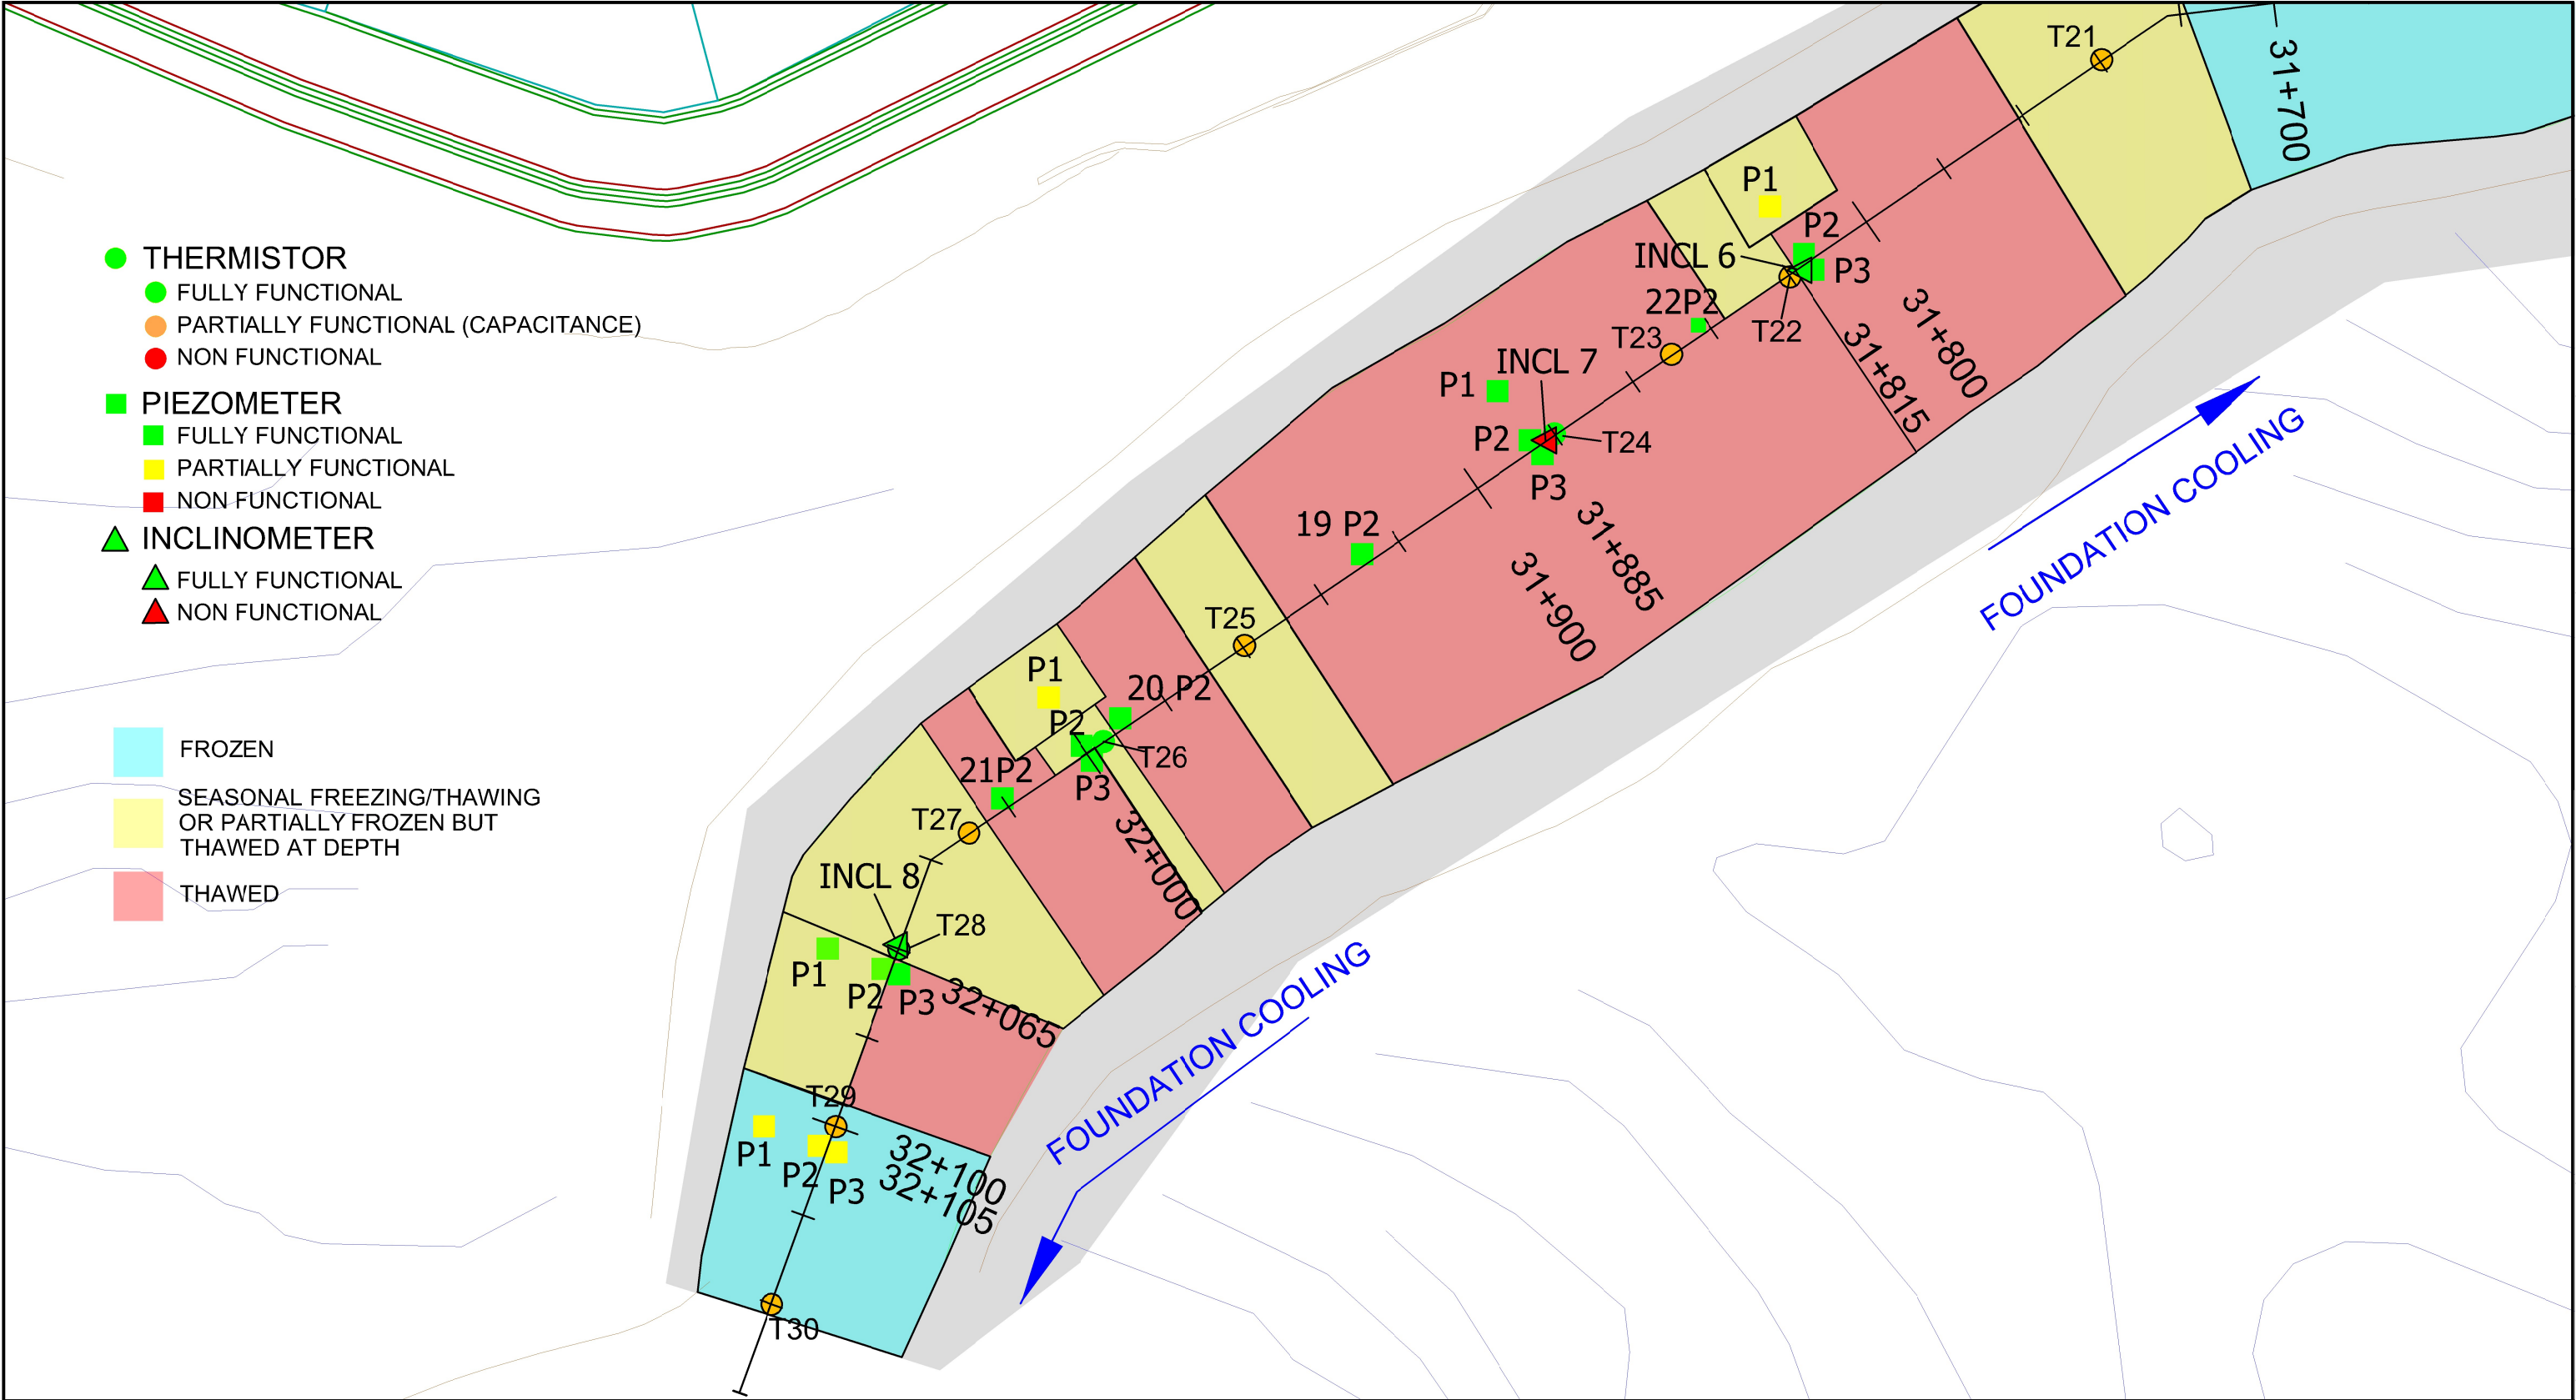 THERMISTOR
FULLY FUNCTIONAL
PARTIALLY FUNCTIONAL (CAPACITANCE)
NON FUNCTIONAL
PIEZOMETER
FULLY FUNCTIONAL
PARTIALLY FUNCTIONAL
NON FUNCTIONAL
INCLINOMETER
FULLY FUNCTIONAL
NON FUNCTIONAL
FROZEN
SEASONAL FREEZING/THAWING
OR PARTIALLY FROZEN BUT
THAWED AT DEPTH
THAWED
T21
31+700
P1
P2
INCL 6
P3
22P2
T22
T23
31+800
31+815
INCL 7
P1
P2
T24
P3
19 P2
31+885
31+900
FOUNDATION COOLING
T25
P1
20 P2
P2
T26
21P2
P3
T27
32+000
INCL 8
T28
P1
P2
P3
32+065
FOUNDATION COOLING
T29
P1
P2
P3
32+100
32+105
T30